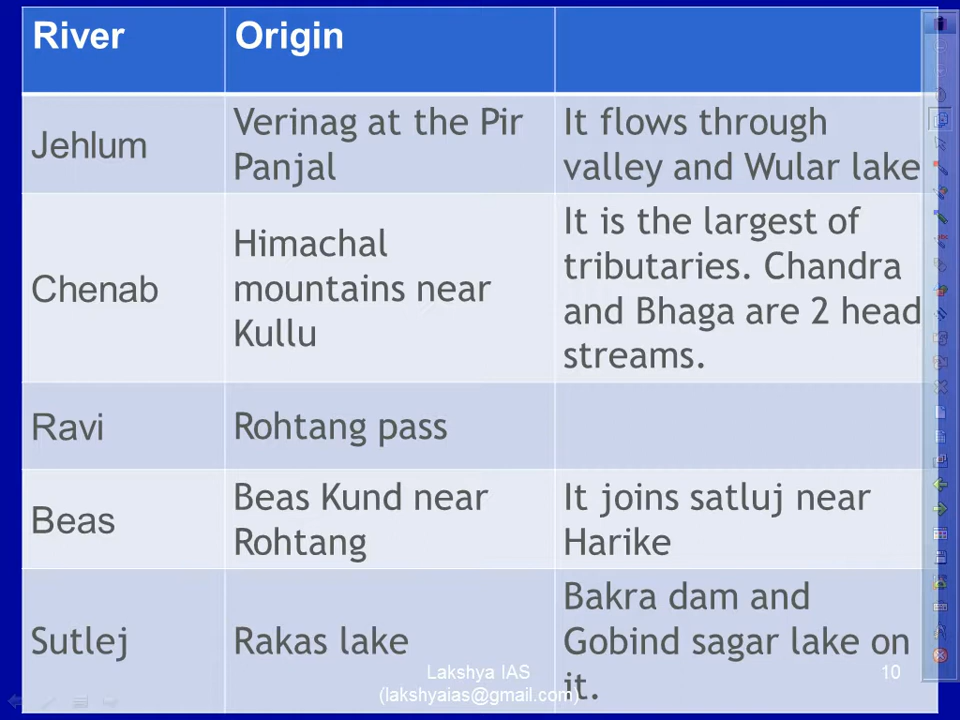 River Origin
Jehlum
Verinag at the Pir
Panjal
It flows through
valley and Wular lake
Chenab
Himachal
mountains near
Kullu
It is the largest of
tributaries. Chandra
and Bhaga are 2 head
streams.
Ravi
Rohtang pass
Beas
Beas Kund near
Rohtang
It joins satluj near
Harike
Sutlej
Rakas lake
Bakra dam and
Gobind sagar lake on
it.
Lakshya IAS
(lakshyaias@gmail.com)
10